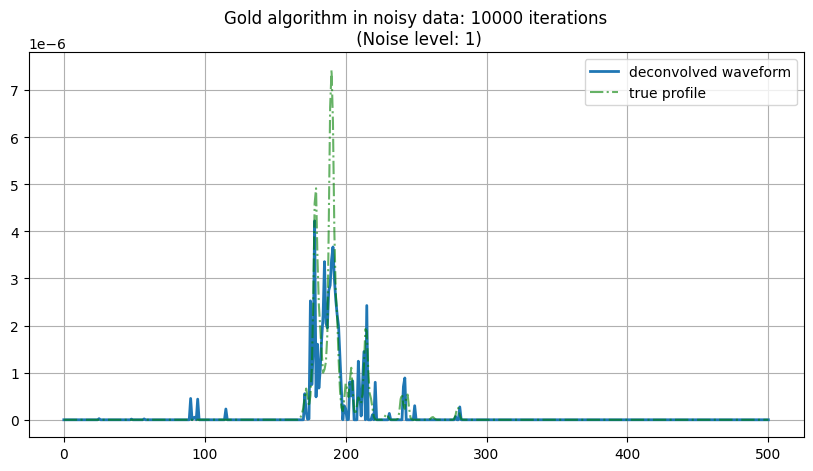 Gold algorithm in noisy data: 10000 iterations
(Noise level: 1)
1e−6
deconvolved waveform
true profile
7
6
5
4
3
2
1
0
0 100 200 300 400 500